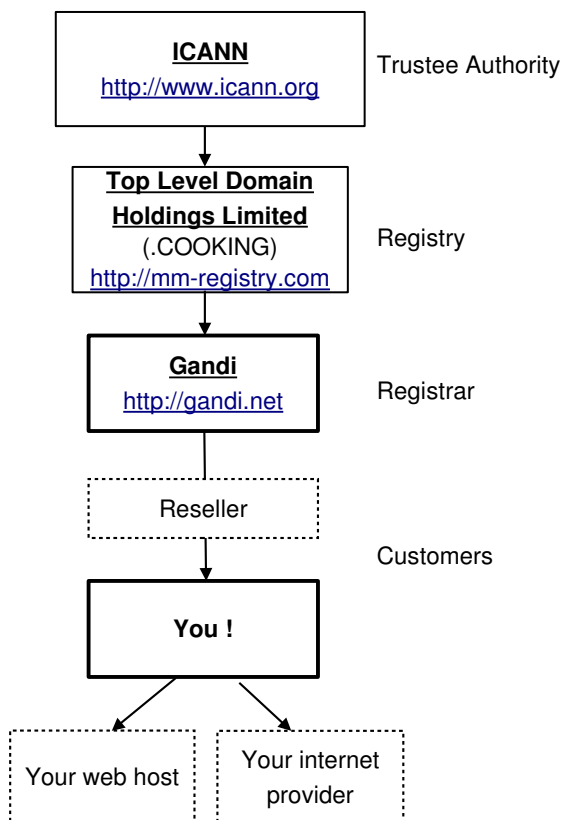 ICANN
http://www.icann.org
Trustee Authority
Top Level Domain
Holdings Limited
(.COOKING)
http://mm-registry.com
Registry
Gandi
http://gandi.net
Registrar
Reseller
Customers
You !
Your web host
Your internet
provider